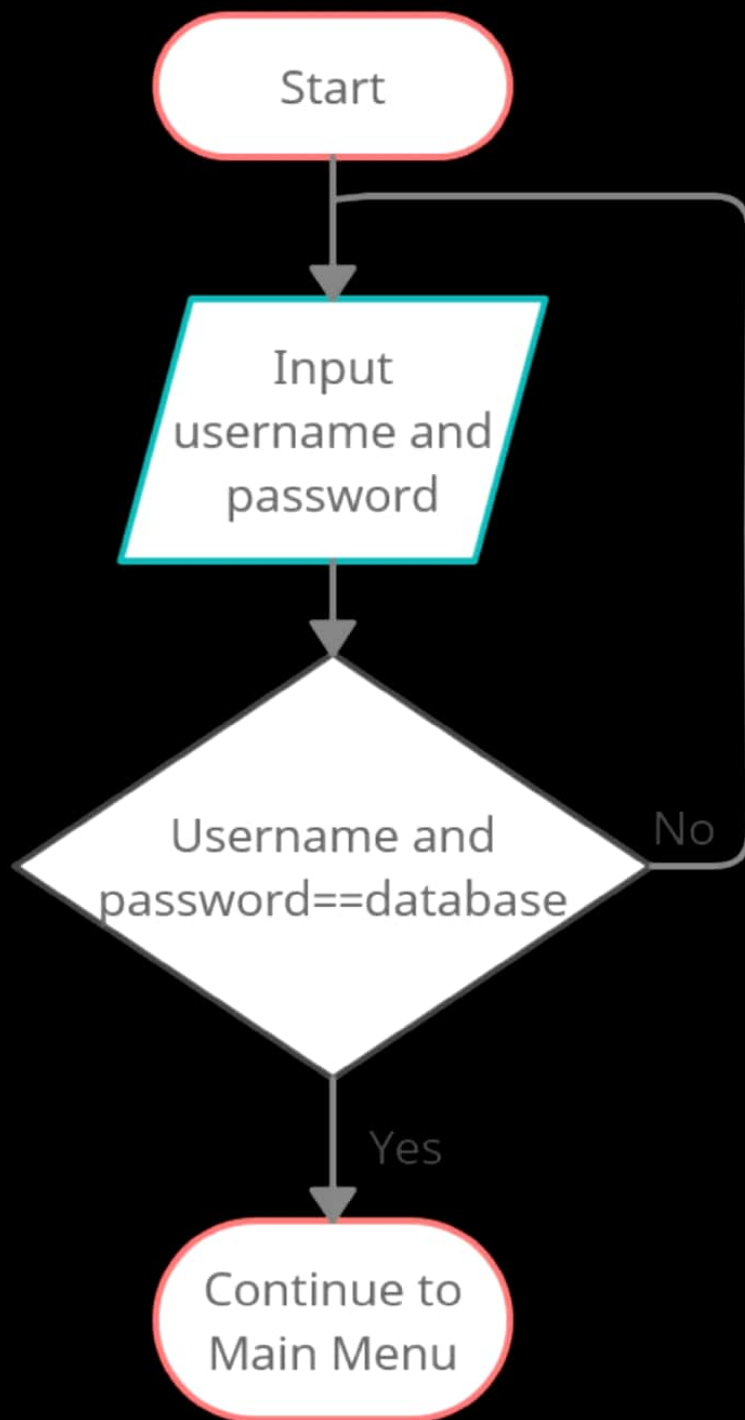 Start
Input
username and
password
Username and
password==database
No
Yes
Continue to
Main Menu